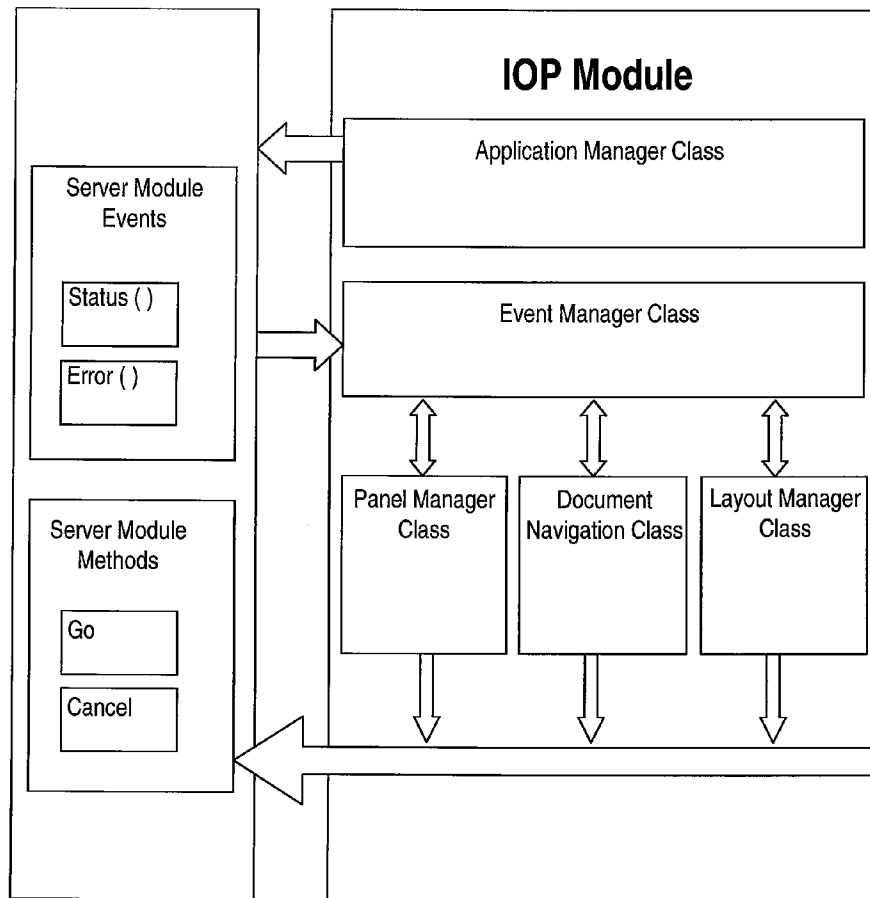 IOP Module
Application Manager Class
Server Module
Events
Status ( )
Error ( )
Event Manager Class
Panel Manager
Class
Document
Navigation Class
Layout Manager
Class
Server Module
Methods
Go
Cancel